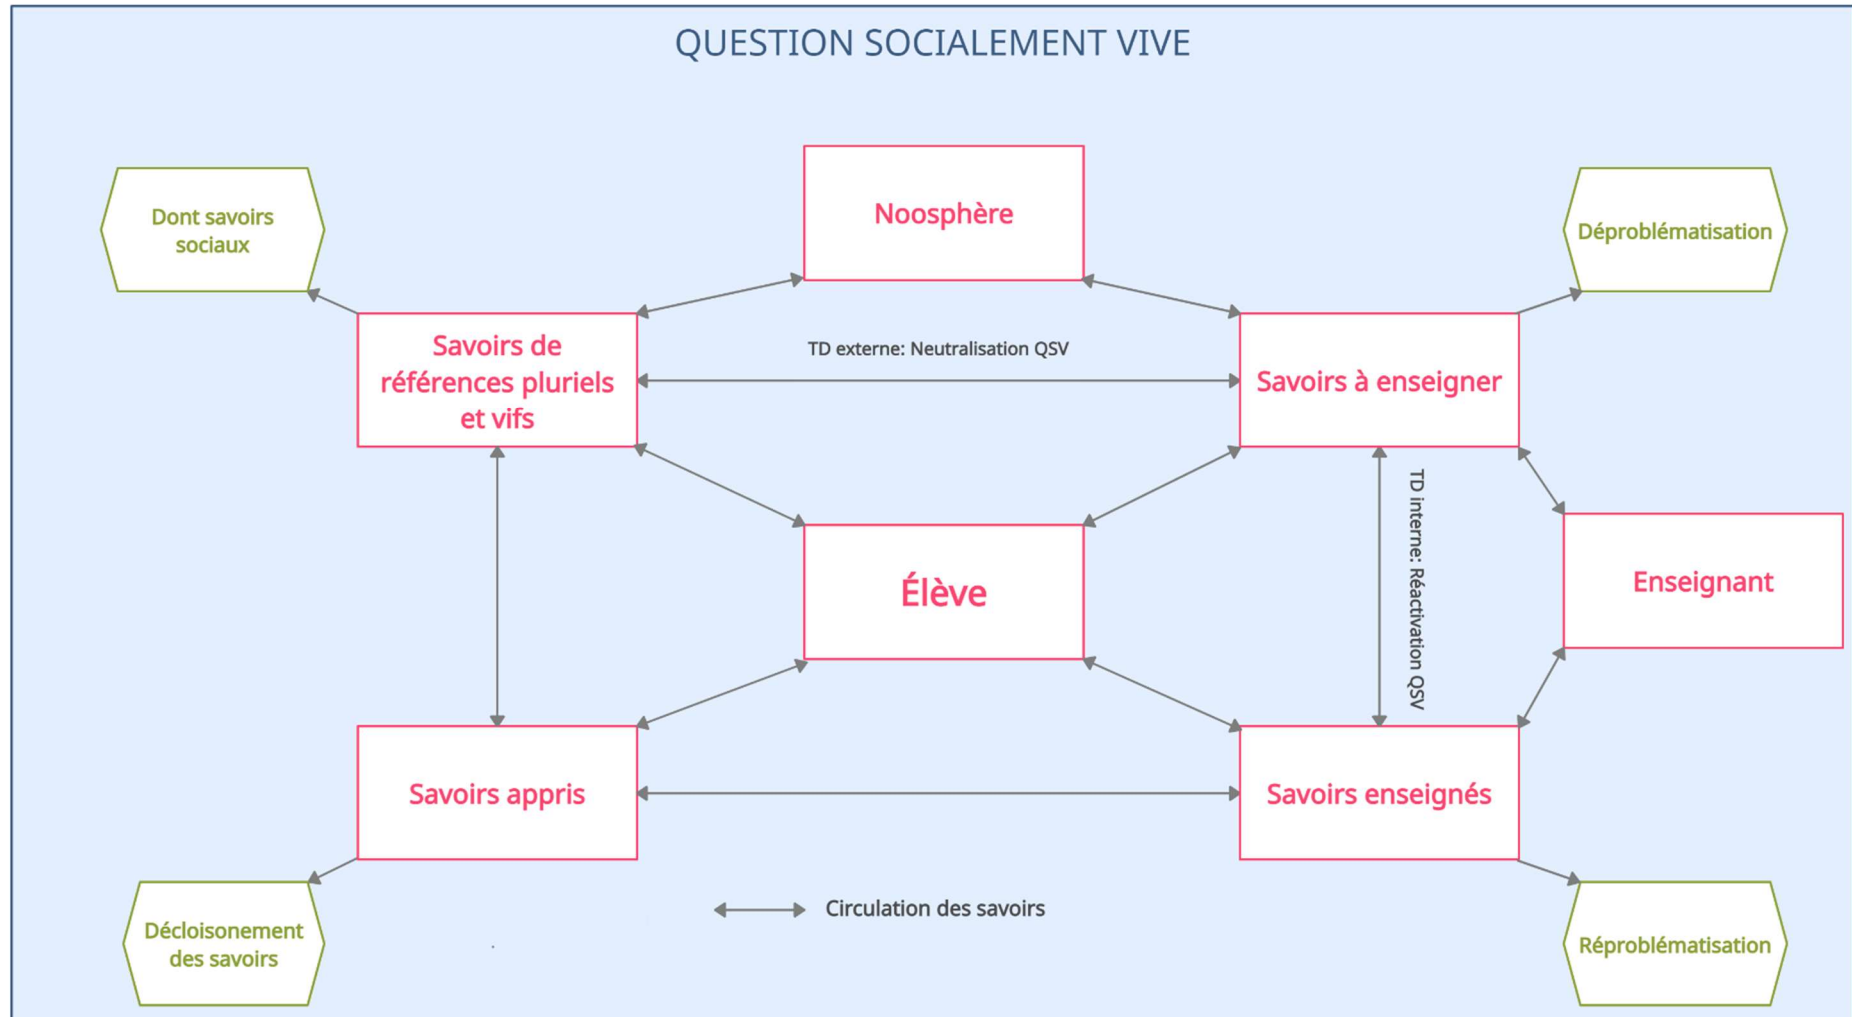 QUESTION SOCIALEMENT VIVE
Noosphère
Dont savoirs
sociaux
Déproblématisation
Savoirs de
références pluriels
et vifs
TD externe: Neutralisation QSV
Savoirs à enseigner
TD interne: Réactivation QSV
Élève
Enseignant
Savoirs appris
Savoirs enseignés
Circulation des savoirs
Décloisonement
des savoirs
Réproblématisation